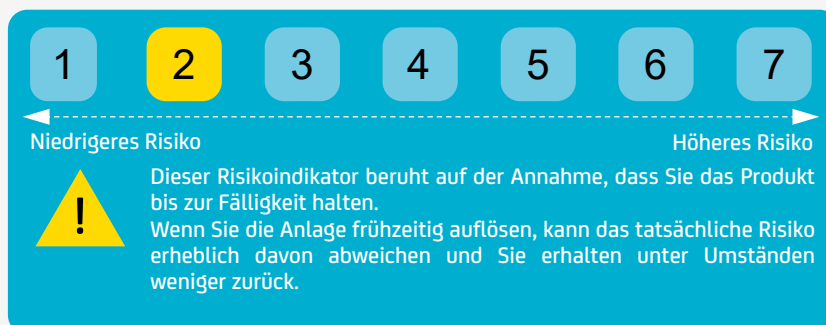 1 2 3 4 5 6 7
Niedrigeres Risiko Höheres Risiko
!
Dieser Risikoindikator beruht auf der Annahme, dass Sie das Produkt
bis zur Fälligkeit halten.
Wenn Sie die Anlage frühzeitig auflösen, kann das tatsächliche Risiko
erheblich davon abweichen und Sie erhalten unter Umständen
weniger zurück.